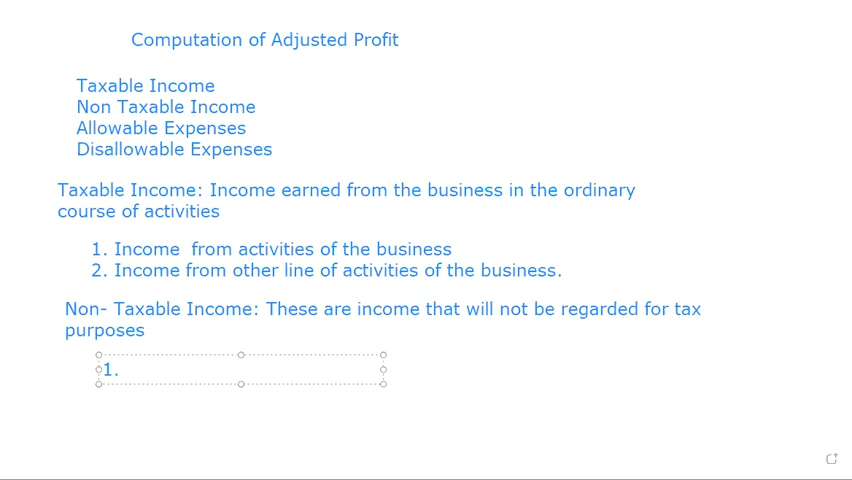 Computation of Adjusted Profit
Taxable Income
Non Taxable Income
Allowable Expenses
Disallowable Expenses
Taxable Income: Income earned from the business in the ordinary
course of activities
1. Income  from activities of the business
2. Income from other line of activities of the business.
Non- Taxable Income: These are income that will not be regarded for tax
purposes
1.